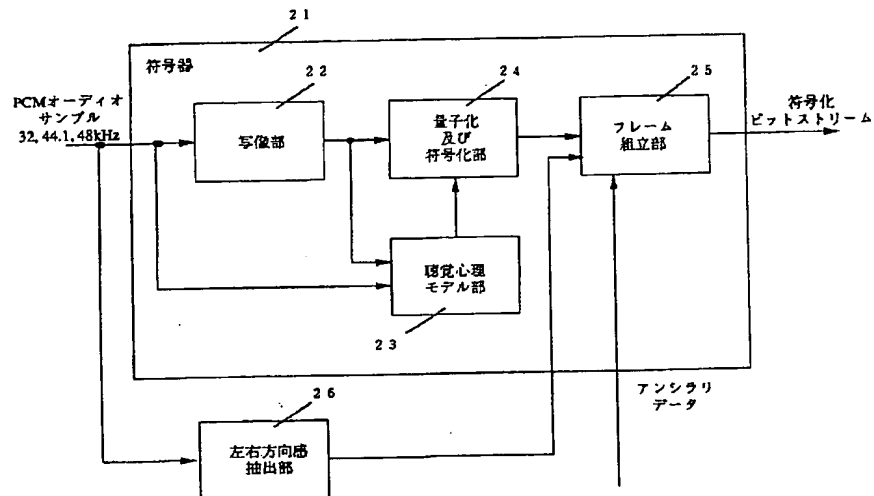 21
符号器
22
24
25
PCMオーディオ
サンプル
32, 44.1, 48kHz
写像部
量子化
及び
符号化部
フレーム
組立部
符号化
ビットストリーム
聴覚心理
モデル部
23
アンシラリ
データ
26
左右方向感
抽出部